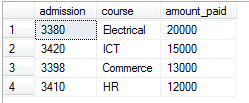 admission course amount_paid
1 3380 Electrical 20000
2 3420 ICT 15000
3 3398 Commerce 13000
4 3410 HR 12000